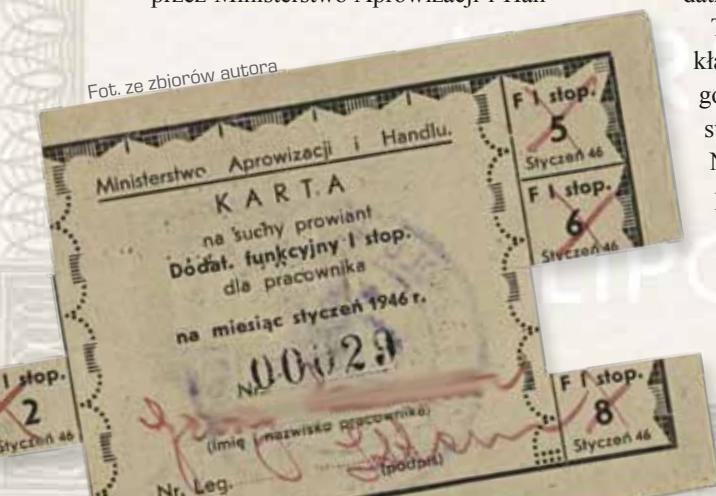 przez Ministerstwo Aprowizacji i Han-
Fot. ze zbiorów autora
Ministerstwo Aprowizacji i Handlu.
KARTA
na suchy prowiant
Dodat. funkcyjny I stop.
dla pracownika
na miesiąc styczeń 1946 r.
Nr 00029
(imię i nazwisko pracownika)
(podpis)
Nr. Leg.
F I stop.
5
Styczeń 46
F I stop.
6
Styczeń 46
I stop.
2
Styczeń 46
F I stop.
8
Styczeń 46